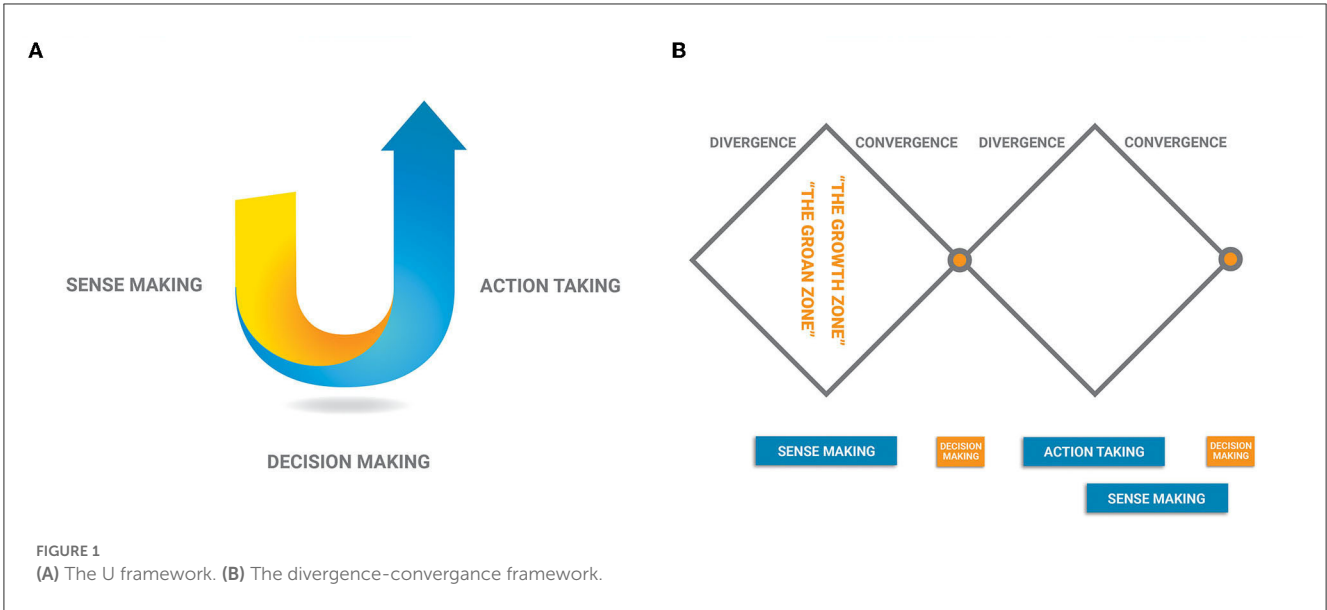 A
SENSE MAKING
ACTION TAKING
DECISION MAKING
B
DIVERGENCE
CONVERGENCE
DIVERGENCE
CONVERGENCE
"THE GROAN ZONE"
"THE GROWTH ZONE"
SENSE MAKING
DECISION
MAKING
ACTION TAKING
DECISION
MAKING
SENSE MAKING
FIGURE 1
(A) The U framework. (B) The divergence-convergance framework.